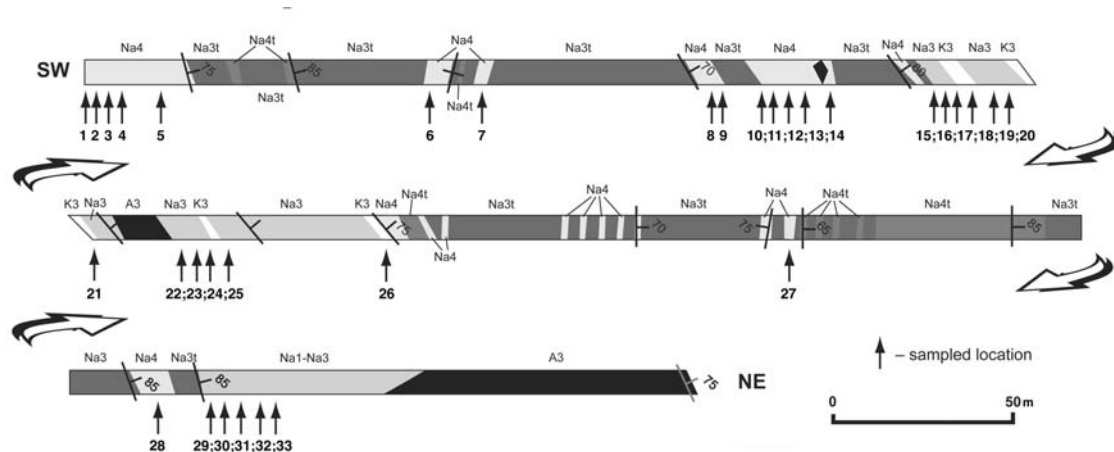 Na4 Na3t Na4t Na3t Na4 Na3t Na4 Na3t Na4 Na3t Na4 Na3 K3 Na3 K3
SW 75 85 70 60
Na3t Na4t
1 2 3 4 5 6 7 8 9 10;11;12;13;14 15;16;17;18;19;20
K3 Na3 A3 Na3 K3 Na3 K3 Na4 Na4t Na3t Na4 Na3t Na4 Na4t Na4t Na3t
75 70 75 65 85
Na4
21 22;23;24;25 26 27
Na3 Na4 Na3t Na1-Na3 A3
85 85 75 NE
28 29;30;31;32;33
– sampled location
0 50 m